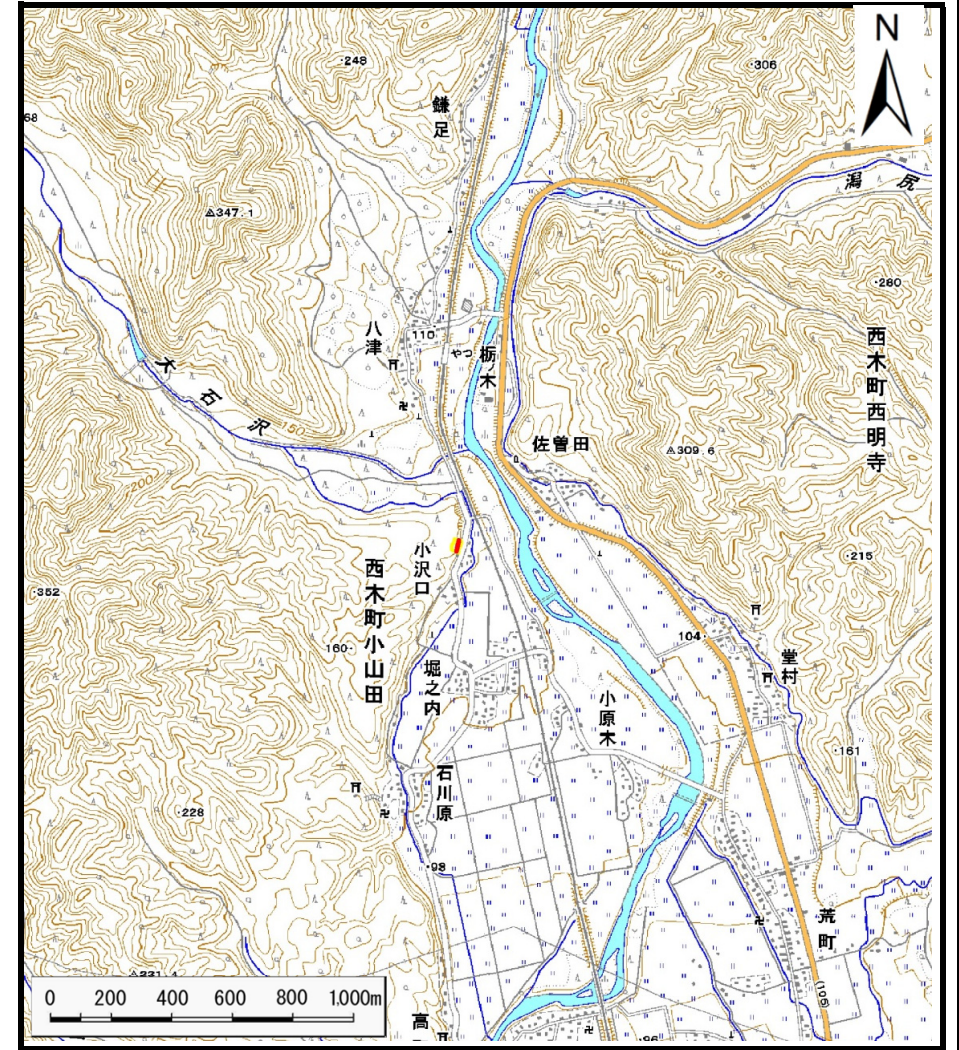 N
・248
・306
鎌足
68
潟尻
△347.1
150
・280
八津
110
やつ
栃ノ木
西木町西明寺
大石沢
150
佐曽田
△309.6
200
小沢口
・215
西木町小山田
・352
104・
160・
堂村
堀之内
小原木
・161
石川原
・228
・98
荒町
△231.4
(105)
0 200 400 600 800 1,000m
高
・96